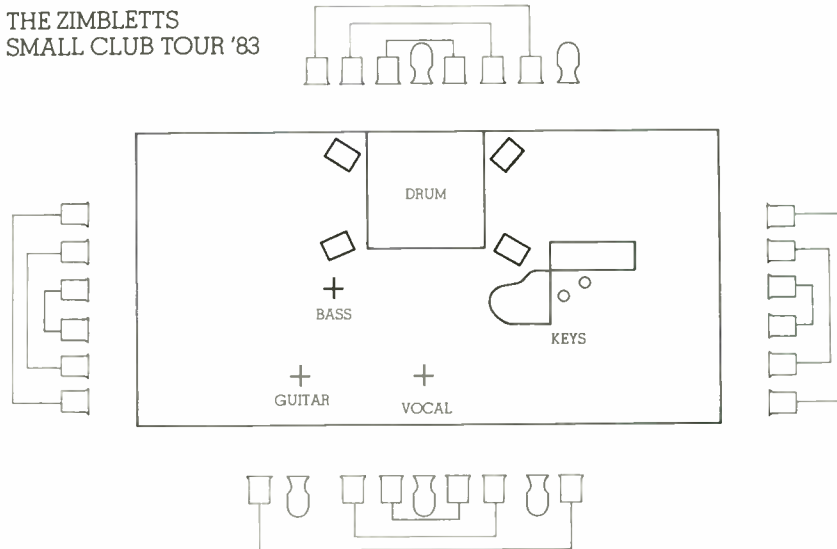 THE ZIMBLETTS
SMALL CLUB TOUR '83
DRUM
BASS
KEYS
GUITAR
VOCAL